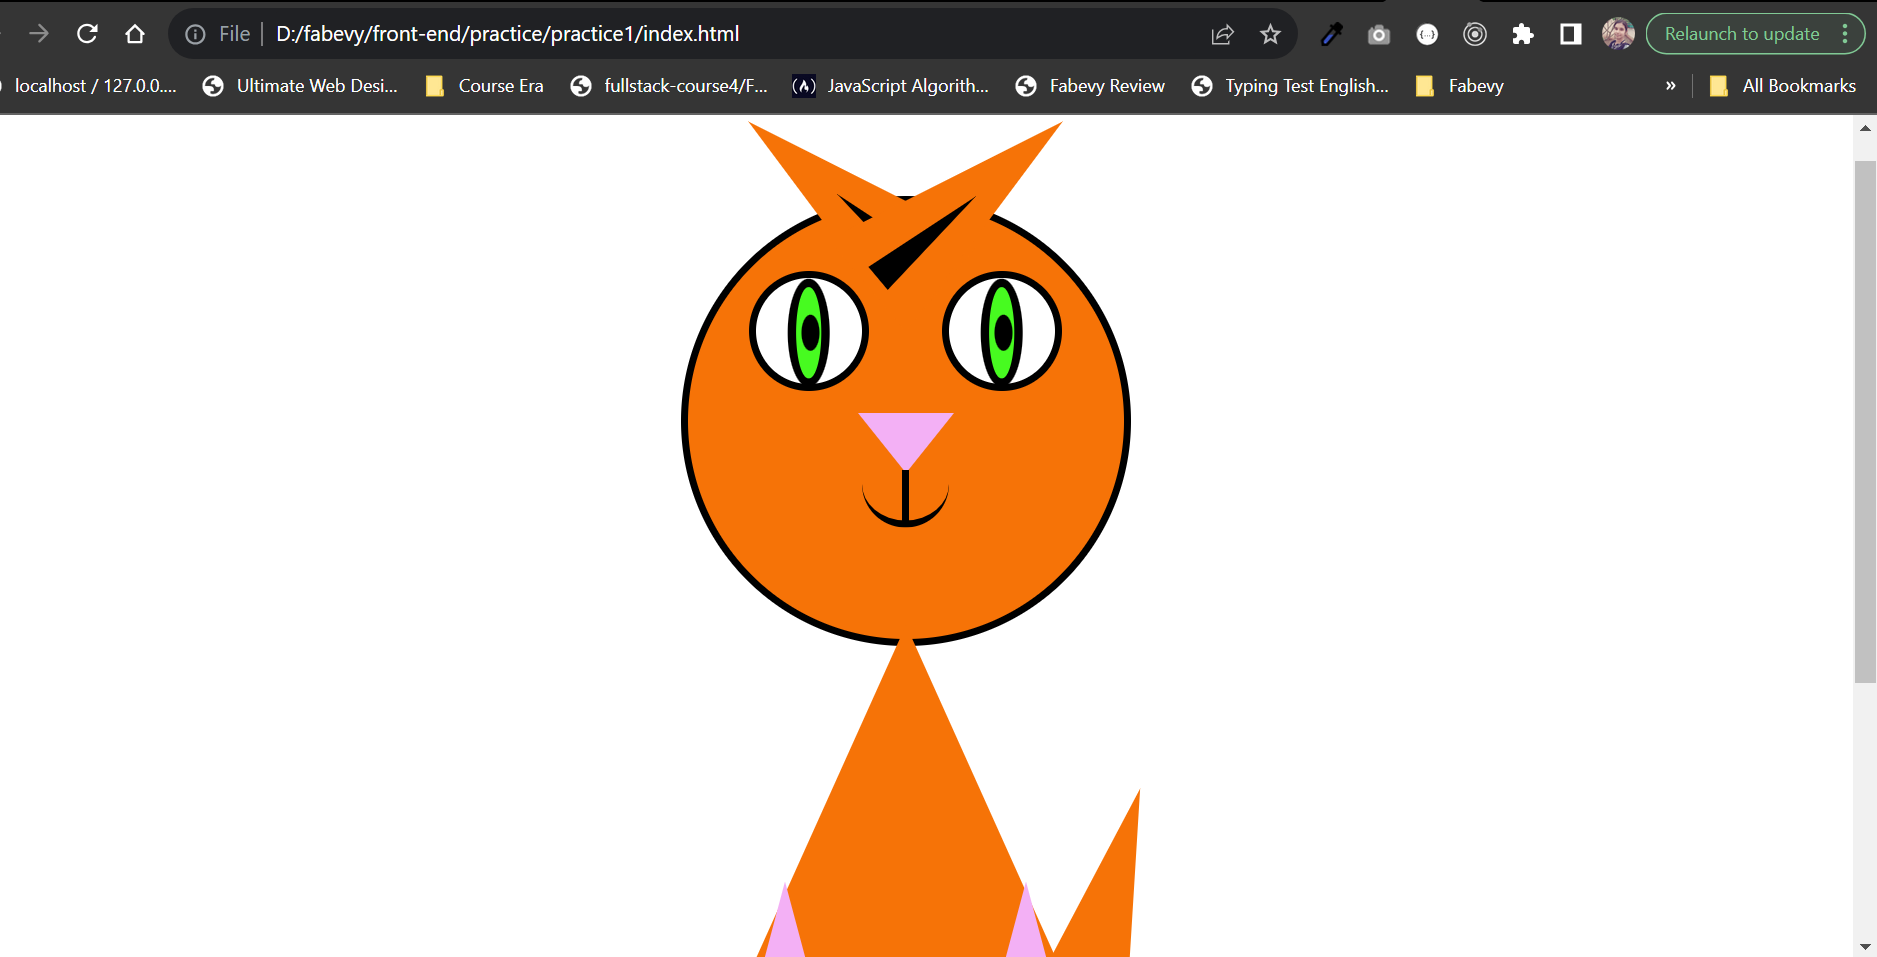 File D:/fabevy/front-end/practice/practice1/index.html Relaunch to update
localhost / 127.0.0.... Ultimate Web Desi... Course Era fullstack-course4/F... JavaScript Algorith... Fabevy Review Typing Test English... Fabevy » All Bookmarks